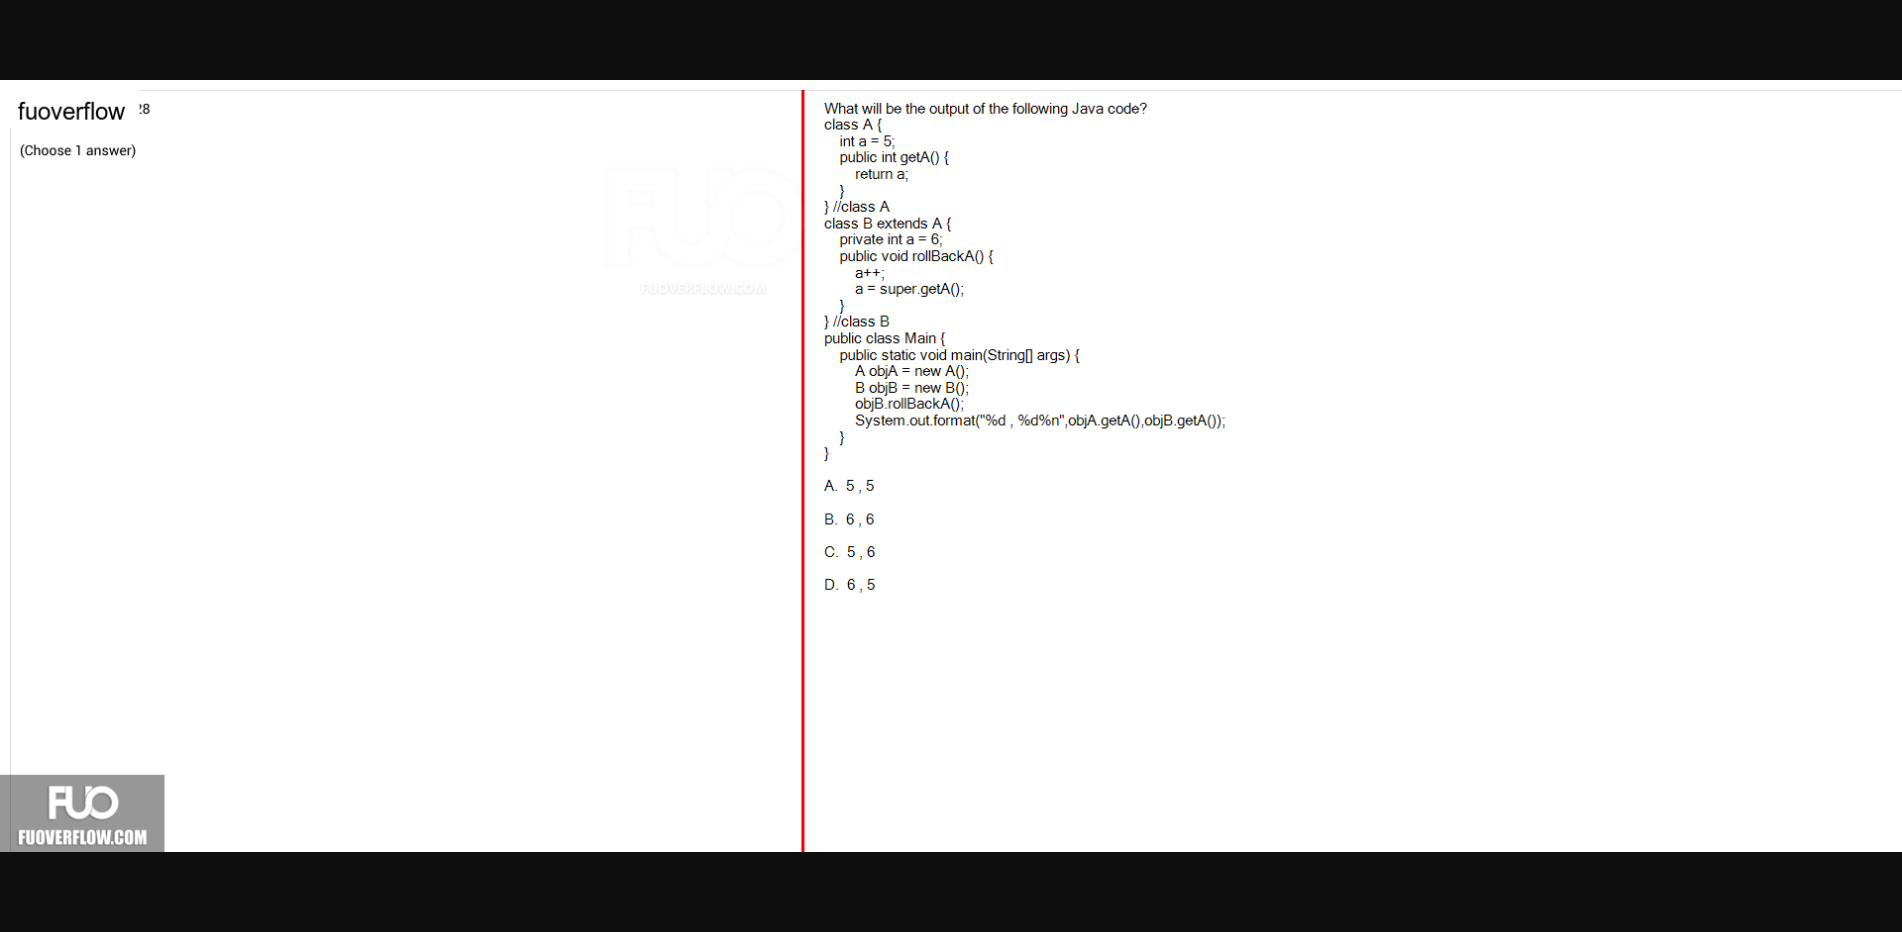 fuoverflow
28
(Choose 1 answer)
FUO
FUOVERFLOW.COM
What will be the output of the following Java code?
class A {
int a = 5;
public int getA() {
return a;
}
} //class A
class B extends A {
private int a = 6;
public void rollBackA() {
a++;
a = super.getA();
}
} //class B
public class Main {
public static void main(String[] args) {
A objA = new A();
B objB = new B();
objB.rollBackA();
System.out.format("%d , %d%n",objA.getA(),objB.getA());
}
}
A. 5 , 5
B. 6 , 6
C. 5 , 6
D. 6 , 5
FUO
FUOVERFLOW.COM